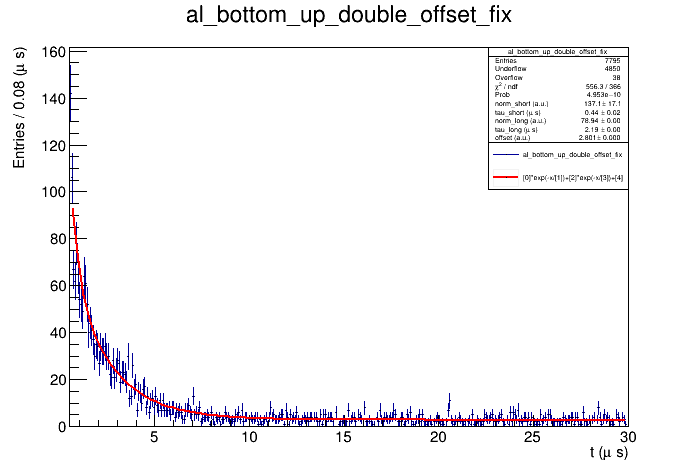 al_bottom_up_double_offset_fix
Entries / 0.08 (μ s)
160
140
120
100
80
60
40
20
0
5
10
15
20
25
30
t (μ s)
al_bottom_up_double_offset_fix
Entries 7795
Underflow 4850
Overflow 38
χ² / ndf 556.3 / 366
Prob 4.953e−10
norm_short (a.u.) 137.1 ± 17.1
tau_short (μ s) 0.44 ± 0.02
norm_long (a.u.) 78.94 ± 0.00
tau_long (μ s) 2.19 ± 0.00
offset (a.u.) 2.801 ± 0.000
al_bottom_up_double_offset_fix
[0]*exp(-x/[1])+[2]*exp(-x/[3])+[4]